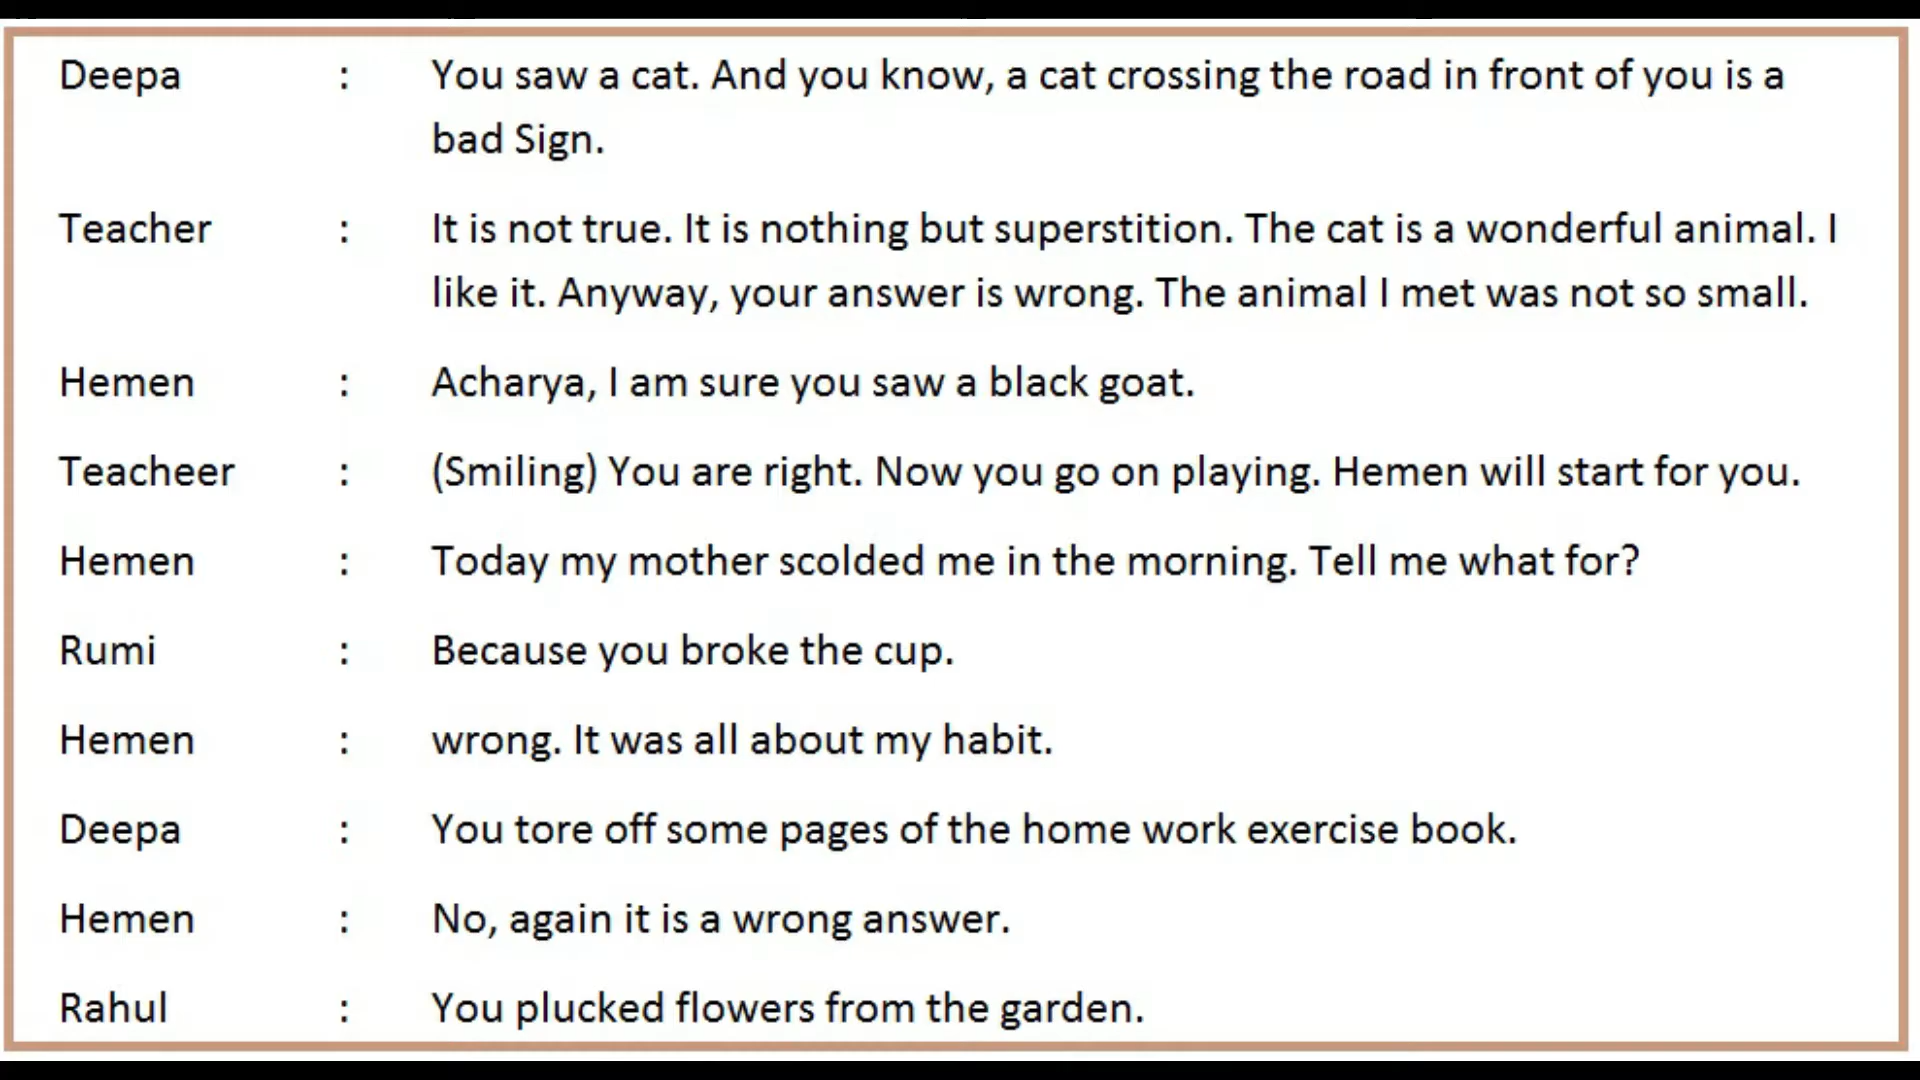 Deepa : You saw a cat. And you know, a cat crossing the road in front of you is a
bad Sign.
Teacher : It is not true. It is nothing but superstition. The cat is a wonderful animal. I
like it. Anyway, your answer is wrong. The animal I met was not so small.
Hemen : Acharya, I am sure you saw a black goat.
Teacheer : (Smiling) You are right. Now you go on playing. Hemen will start for you.
Hemen : Today my mother scolded me in the morning. Tell me what for?
Rumi : Because you broke the cup.
Hemen : wrong. It was all about my habit.
Deepa : You tore off some pages of the home work exercise book.
Hemen : No, again it is a wrong answer.
Rahul : You plucked flowers from the garden.